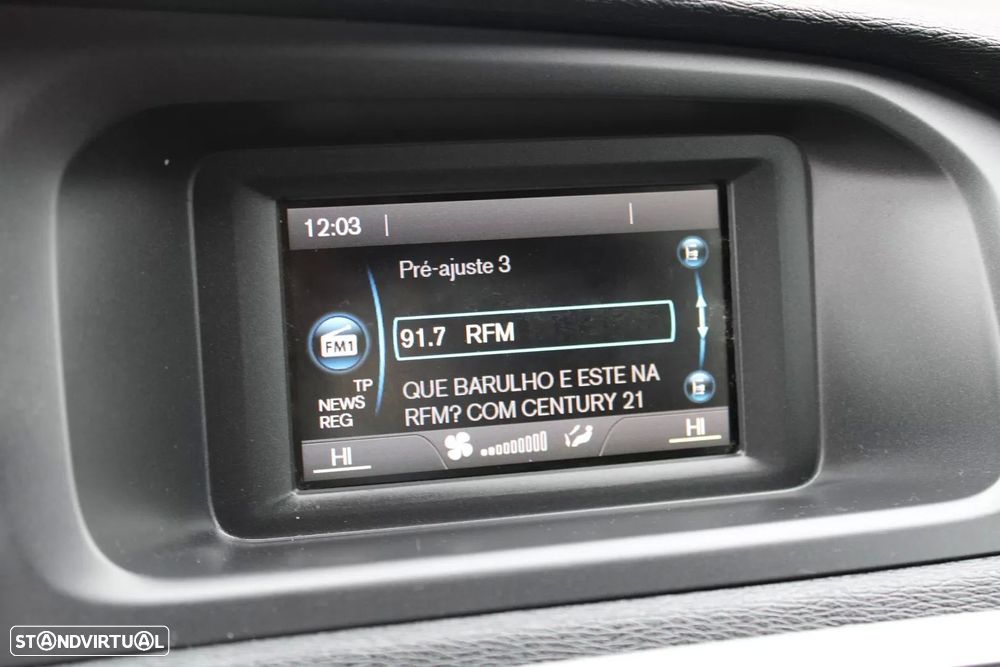 12:03
Pré-ajuste 3
FM1
91.7 RFM
TP
NEWS
REG
QUE BARULHO E ESTE NA
RFM? COM CENTURY 21
HI
HI
STANDVIRTUAL